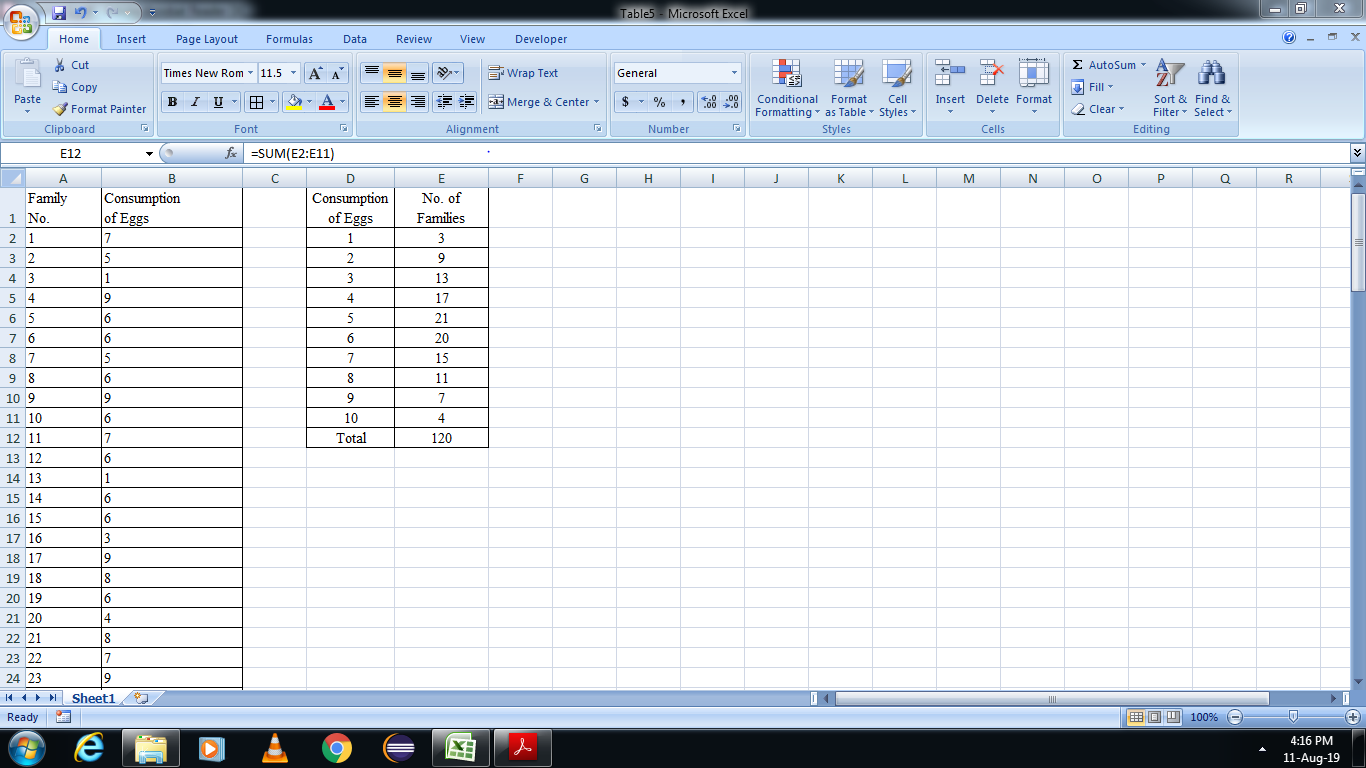 Table5 - Microsoft Excel
Home Insert Page Layout Formulas Data Review View Developer
Paste
Cut
Copy
Format Painter
Clipboard
Times New Rom 11.5
B I U
Font
Wrap Text
Merge & Center
Alignment
General
$ % ,
Number
Conditional Formatting
Format as Table
Cell Styles
Styles
Insert Delete Format
Cells
Σ AutoSum
Fill
Clear
Sort & Filter
Find & Select
Editing
E12 fx =SUM(E2:E11)
A B C D E F G H I J K L M N O P Q R
1 Family No. Consumption of Eggs Consumption of Eggs No. of Families
2 1 7 1 3
3 2 5 2 9
4 3 1 3 13
5 4 9 4 17
6 5 6 5 21
7 6 6 6 20
8 7 5 7 15
9 8 6 8 11
10 9 9 9 7
11 10 6 10 4
12 11 7 Total 120
13 12 6
14 13 1
15 14 6
16 15 6
17 16 3
18 17 9
19 18 8
20 19 6
21 20 4
22 21 8
23 22 7
24 23 9
Sheet1
Ready 100%
4:16 PM
11-Aug-19